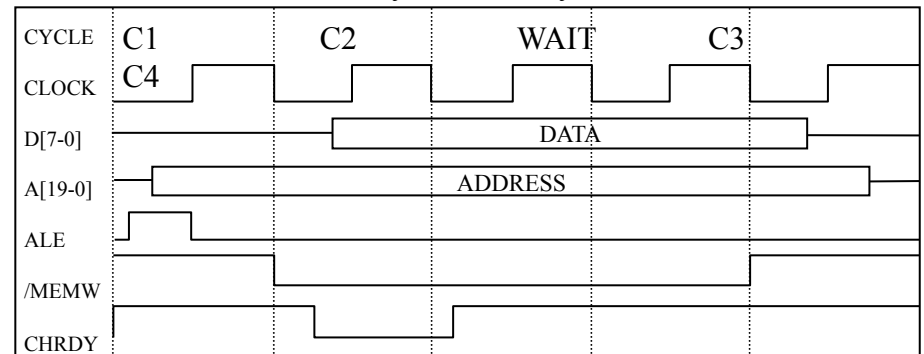 CYCLE C1 C2 WAIT C3
CLOCK C4
D[7-0] DATA
A[19-0] ADDRESS
ALE
/MEMW
CHRDY